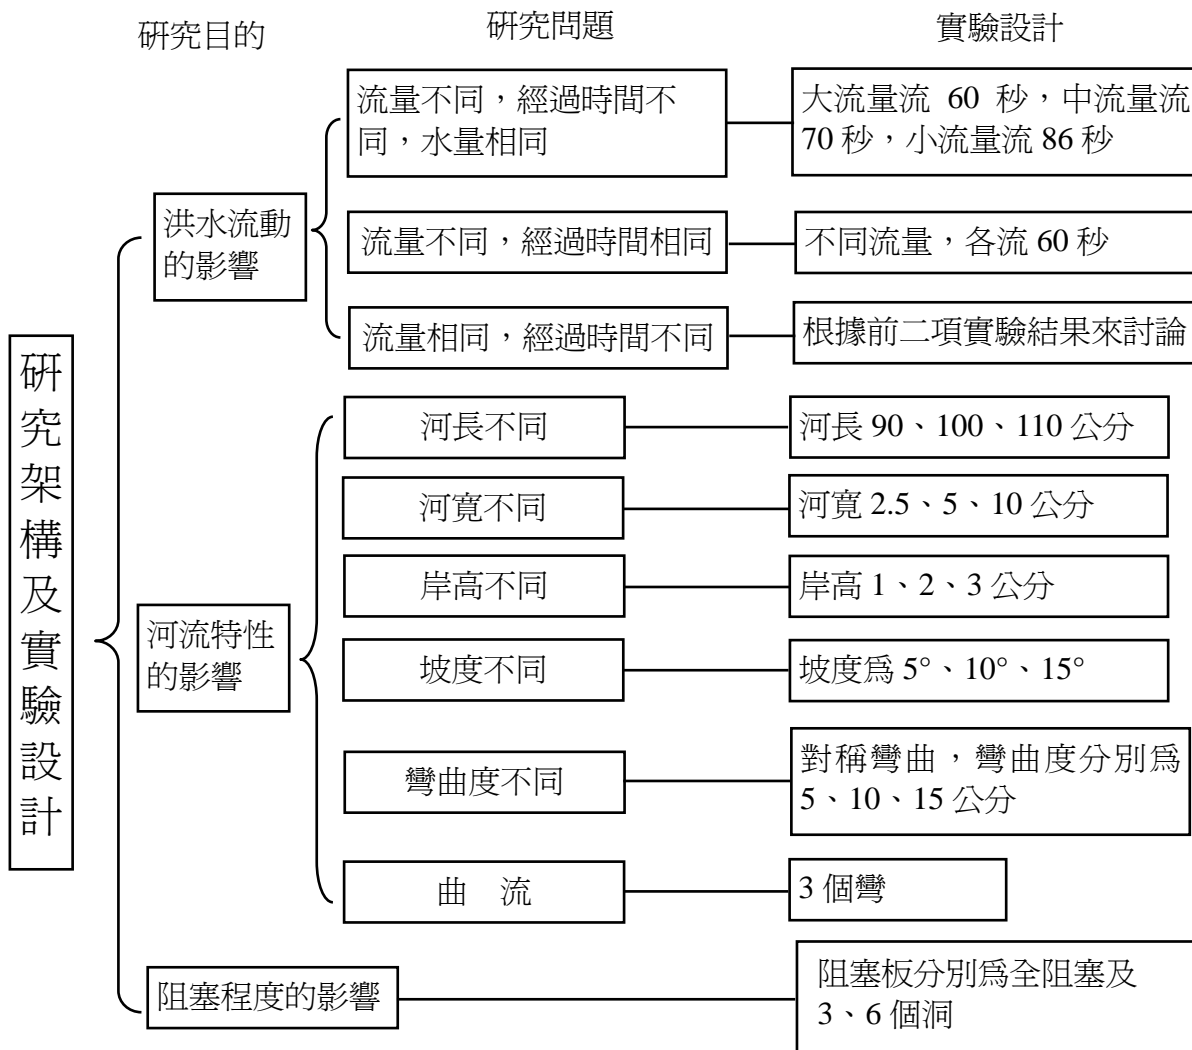 研究目的
研究問題
實驗設計
研究架構及實驗設計
洪水流動
的影響
流量不同，經過時間不
同，水量相同
大流量流 60 秒，中流量流
70 秒，小流量流 86 秒
流量不同，經過時間相同
不同流量，各流 60 秒
流量相同，經過時間不同
根據前二項實驗結果來討論
河流特性
的影響
河長不同
河長 90、100、110 公分
河寬不同
河寬 2.5、5、10 公分
岸高不同
岸高 1、2、3 公分
坡度不同
坡度為 5°、10°、15°
彎曲度不同
對稱彎曲，彎曲度分別為
5、10、15 公分
曲 流
3 個彎
阻塞程度的影響
阻塞板分別為全阻塞及
3、6 個洞